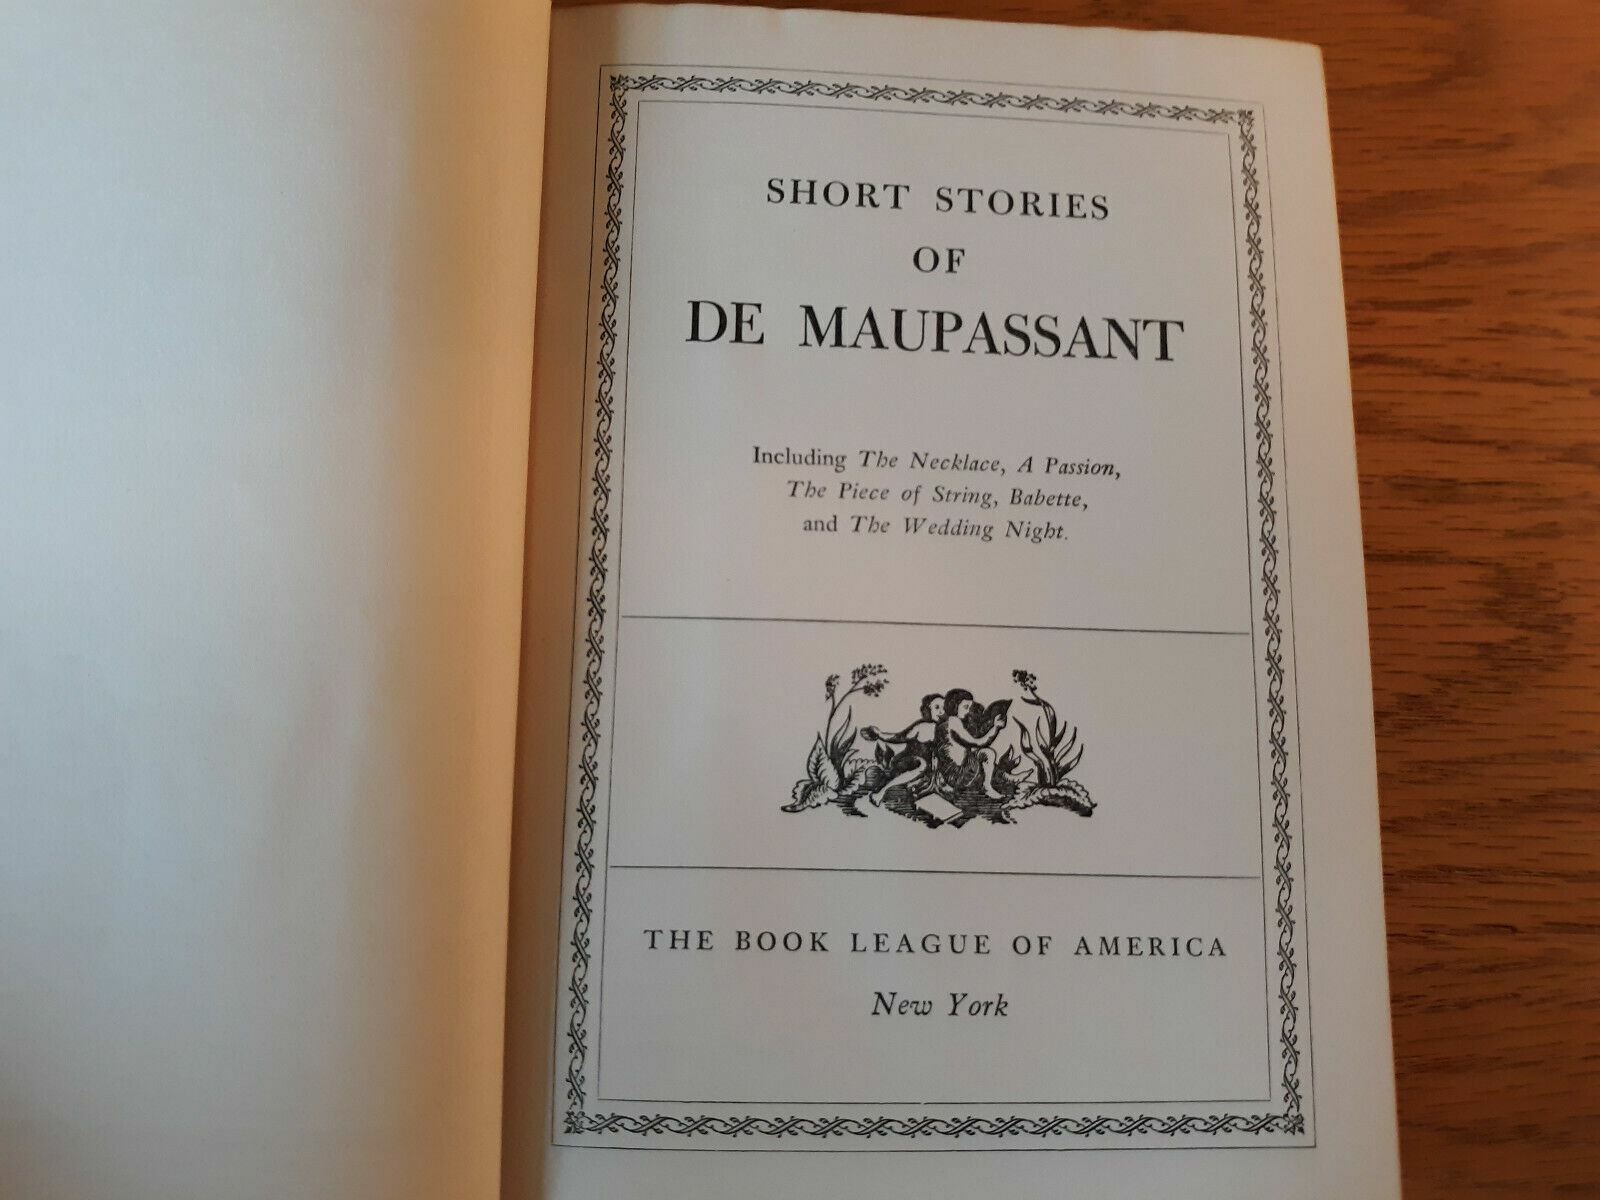 SHORT STORIES
OF
DE MAUPASSANT
Including The Necklace, A Passion,
The Piece of String, Babette,
and The Wedding Night.
THE BOOK LEAGUE OF AMERICA
New York